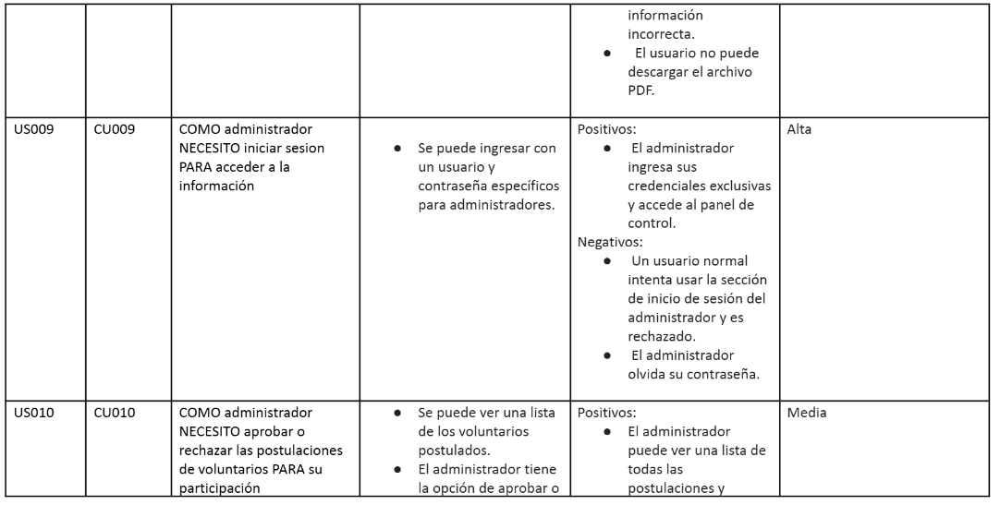 información
incorrecta.
● El usuario no puede
descargar el archivo
PDF.
US009
CU009
COMO administrador
NECESITO iniciar sesion
PARA acceder a la
información
● Se puede ingresar con
un usuario y
contraseña específicos
para administradores.
Positivos:
● El administrador
ingresa sus
credenciales exclusivas
y accede al panel de
control.
Negativos:
● Un usuario normal
intenta usar la sección
de inicio de sesión del
administrador y es
rechazado.
● El administrador
olvida su contraseña.
Alta
US010
CU010
COMO administrador
NECESITO aprobar o
rechazar las postulaciones
de voluntarios PARA su
participación
● Se puede ver una lista
de los voluntarios
postulados.
● El administrador tiene
la opción de aprobar o
Positivos:
● El administrador
puede ver una lista de
todas las
postulaciones y
Media